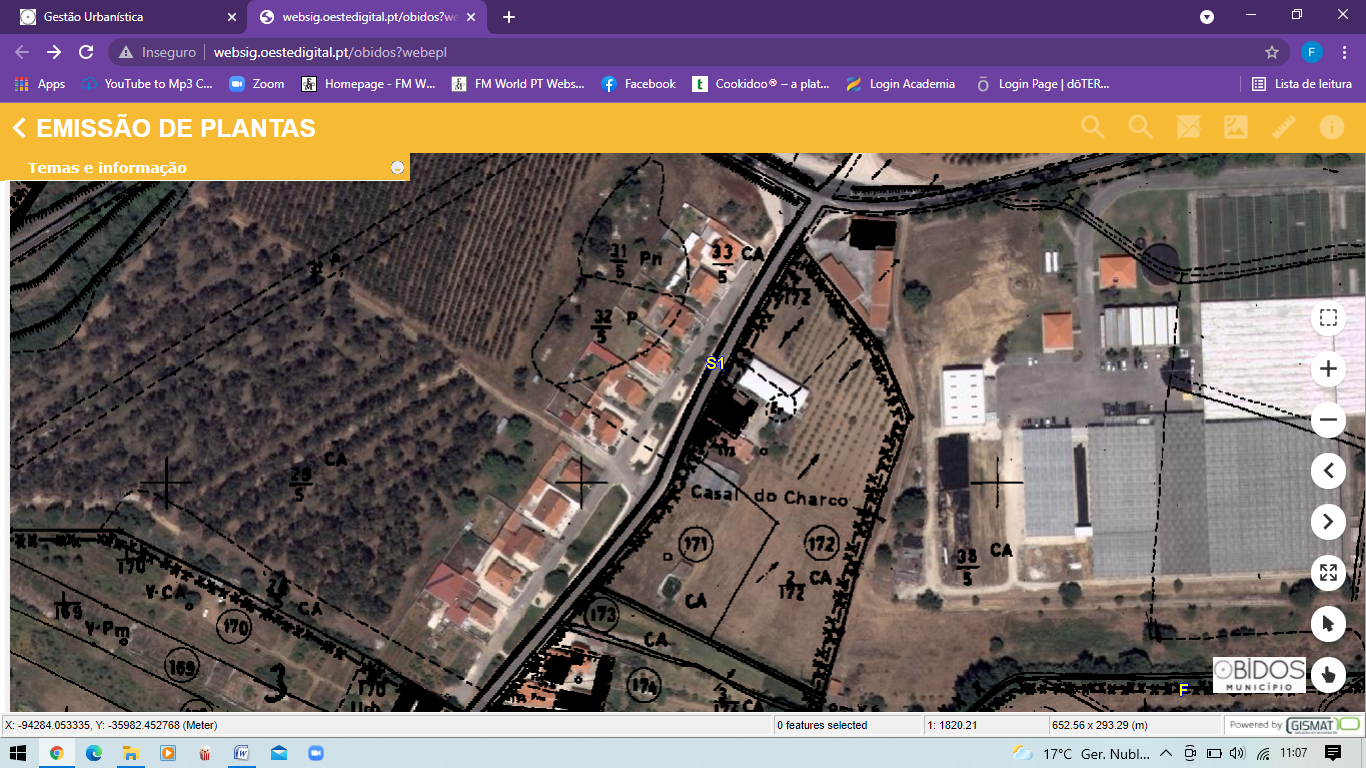 Gestão Urbanística
websig.oestedigital.pt/obidos?we
Inseguro
websig.oestedigital.pt/obidos?webepl
F
Apps
YouTube to Mp3 C...
Zoom
Homepage - FM W...
FM World PT Webs...
Facebook
Cookidoo® – a plat...
Login Academia
Login Page | dōTER...
Lista de leitura
EMISSÃO DE PLANTAS
Temas e informação
31
5
Pn
33
5
CA
32
5
P
172
S1
28
5
CA
Casal do Charco
171
172
38
5
CA
2
172
CA
CA
170
V-CA
CA
1
169
V-Pm
170
173
CA
169
3
170
174
OBIDOS
MUNICÍPIO
F
X: -94284.053335, Y: -35982.452768 (Meter)
0 features selected
1: 1820.21
652.56 x 293.29 (m)
Powered by GISMAT
17°C Ger. Nubl...
11:07